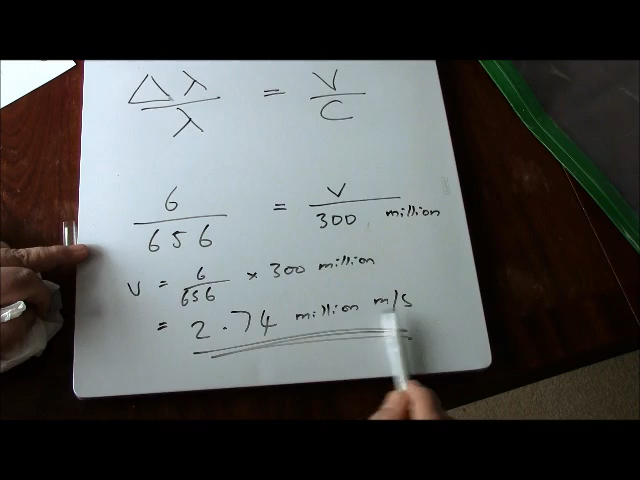 Δλ/λ = V/C
6/656 = V/300 million
V = 6/656 × 300 million
= 2.74 million m/s